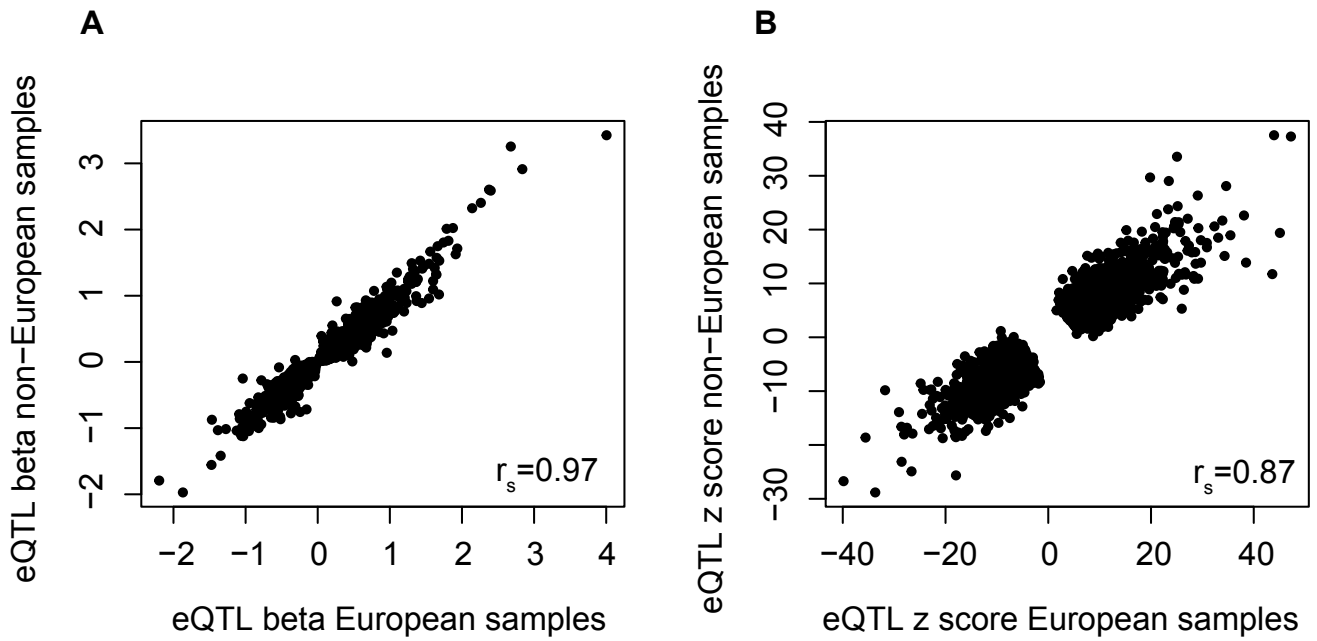 A
eQTL beta non−European samples
3
2
1
0
−1
−2
−2 −1 0 1 2 3 4
eQTL beta European samples
rs=0.97
B
eQTL z score non−European samples
40
30
20
10
0
−10
−30
−40 −20 0 20 40
eQTL z score European samples
rs=0.87